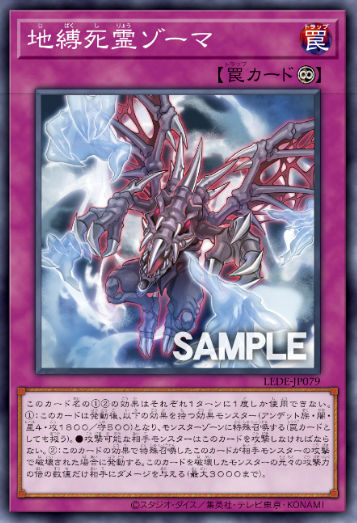 地縛死霊ゾーマ
罠
【罠カード】
SAMPLE
LEDE-JP079
このカード名の①②の効果はそれぞれ1ターンに1度しか使用できない。
①:このカードは発動後、以下の効果を持つ効果モンスター(アンデット族・闇・
星4・攻1800/守500)となり、モンスターゾーンに特殊召喚する(罠カードと
しても扱う)。●攻撃可能な相手モンスターはこのカードを攻撃しなければなら
ない。②:このカードの効果で特殊召喚したこのカードが相手モンスターの攻撃
で破壊された場合に発動する。このカードを破壊したモンスターの元々の攻撃力
の倍の数値だけ相手にダメージを与える(最大3000まで)。
©スタジオ・ダイス/集英社・テレビ東京・KONAMI